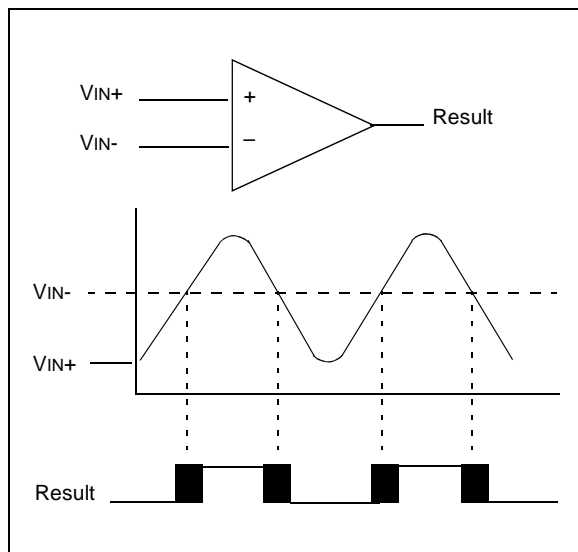 VIN+
+
Result
VIN-
–
VIN-
VIN+
Result